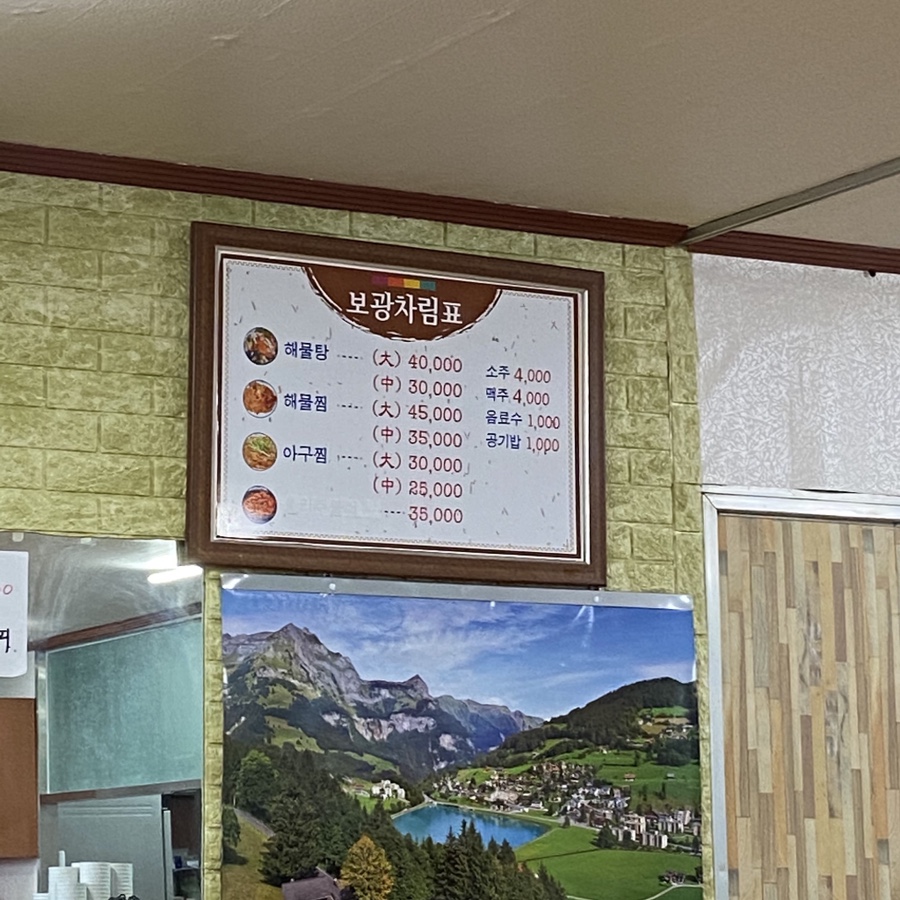 보광차림표
해물탕 ----- (大) 40,000
(中) 30,000
해물찜 ----- (大) 45,000
(中) 35,000
아구찜 ----- (大) 30,000
(中) 25,000
---- 35,000
소주 4,000
맥주 4,000
음료수 1,000
공기밥 1,000